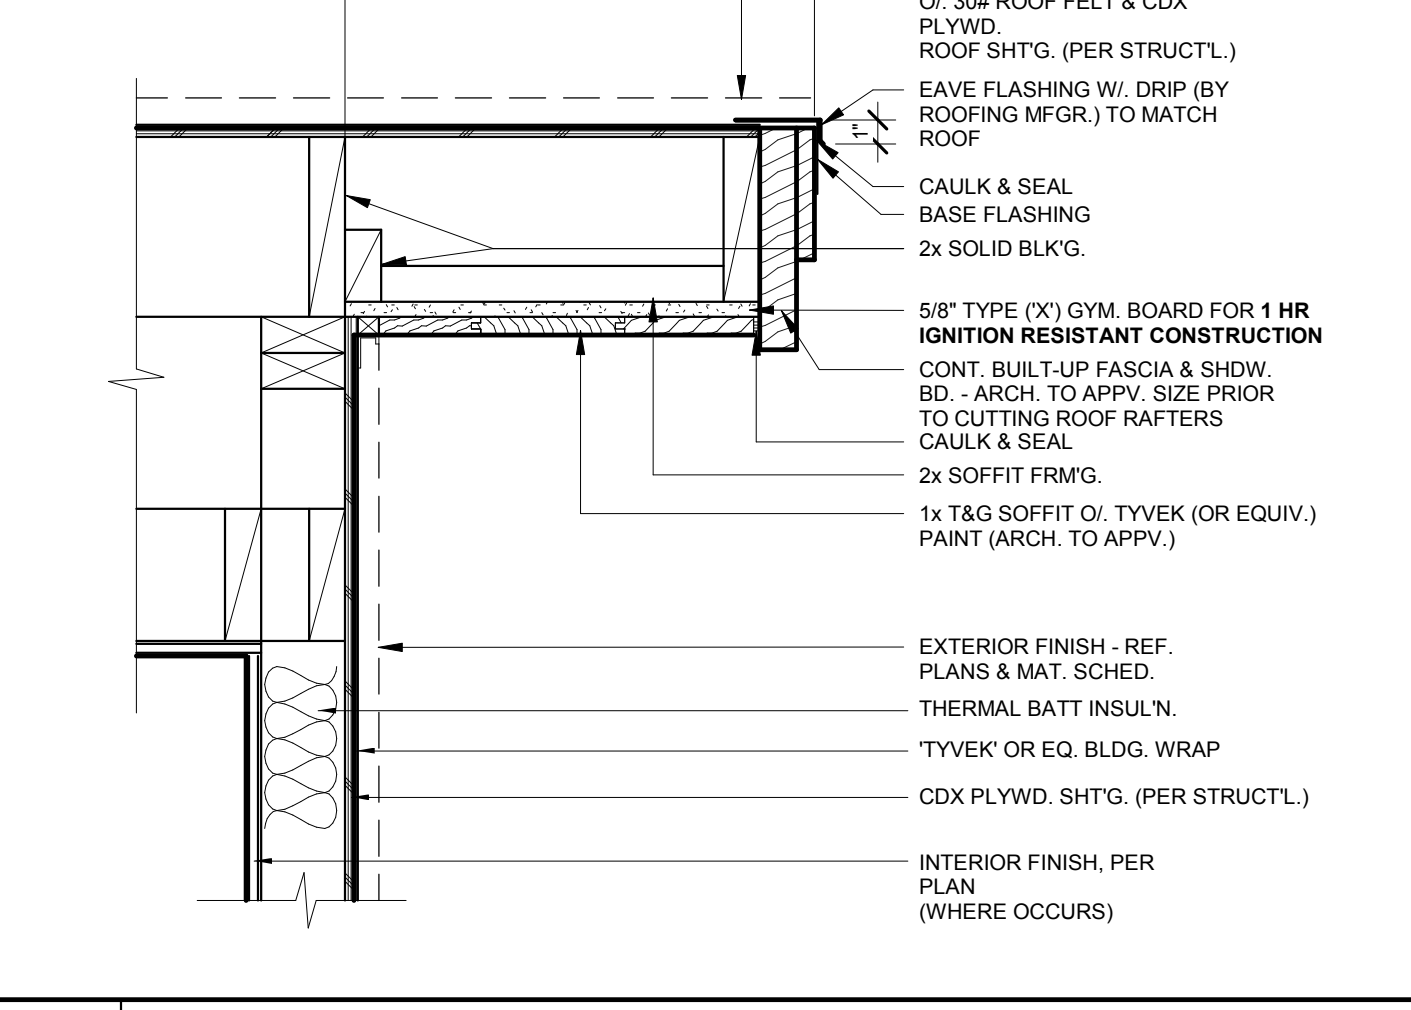 O/. 30# ROOF FELT & CDX
PLYWD.
ROOF SHT'G. (PER STRUCT'L.)
EAVE FLASHING W/. DRIP (BY
ROOFING MFGR.) TO MATCH
ROOF
1"
CAULK & SEAL
BASE FLASHING
2x SOLID BLK'G.
5/8" TYPE ('X') GYM. BOARD FOR 1 HR
IGNITION RESISTANT CONSTRUCTION
CONT. BUILT-UP FASCIA & SHDW.
BD. - ARCH. TO APPV. SIZE PRIOR
TO CUTTING ROOF RAFTERS
CAULK & SEAL
2x SOFFIT FRM'G.
1x T&G SOFFIT O/. TYVEK (OR EQUIV.)
PAINT (ARCH. TO APPV.)
EXTERIOR FINISH - REF.
PLANS & MAT. SCHED.
THERMAL BATT INSUL'N.
'TYVEK' OR EQ. BLDG. WRAP
CDX PLYWD. SHT'G. (PER STRUCT'L.)
INTERIOR FINISH, PER
PLAN
(WHERE OCCURS)